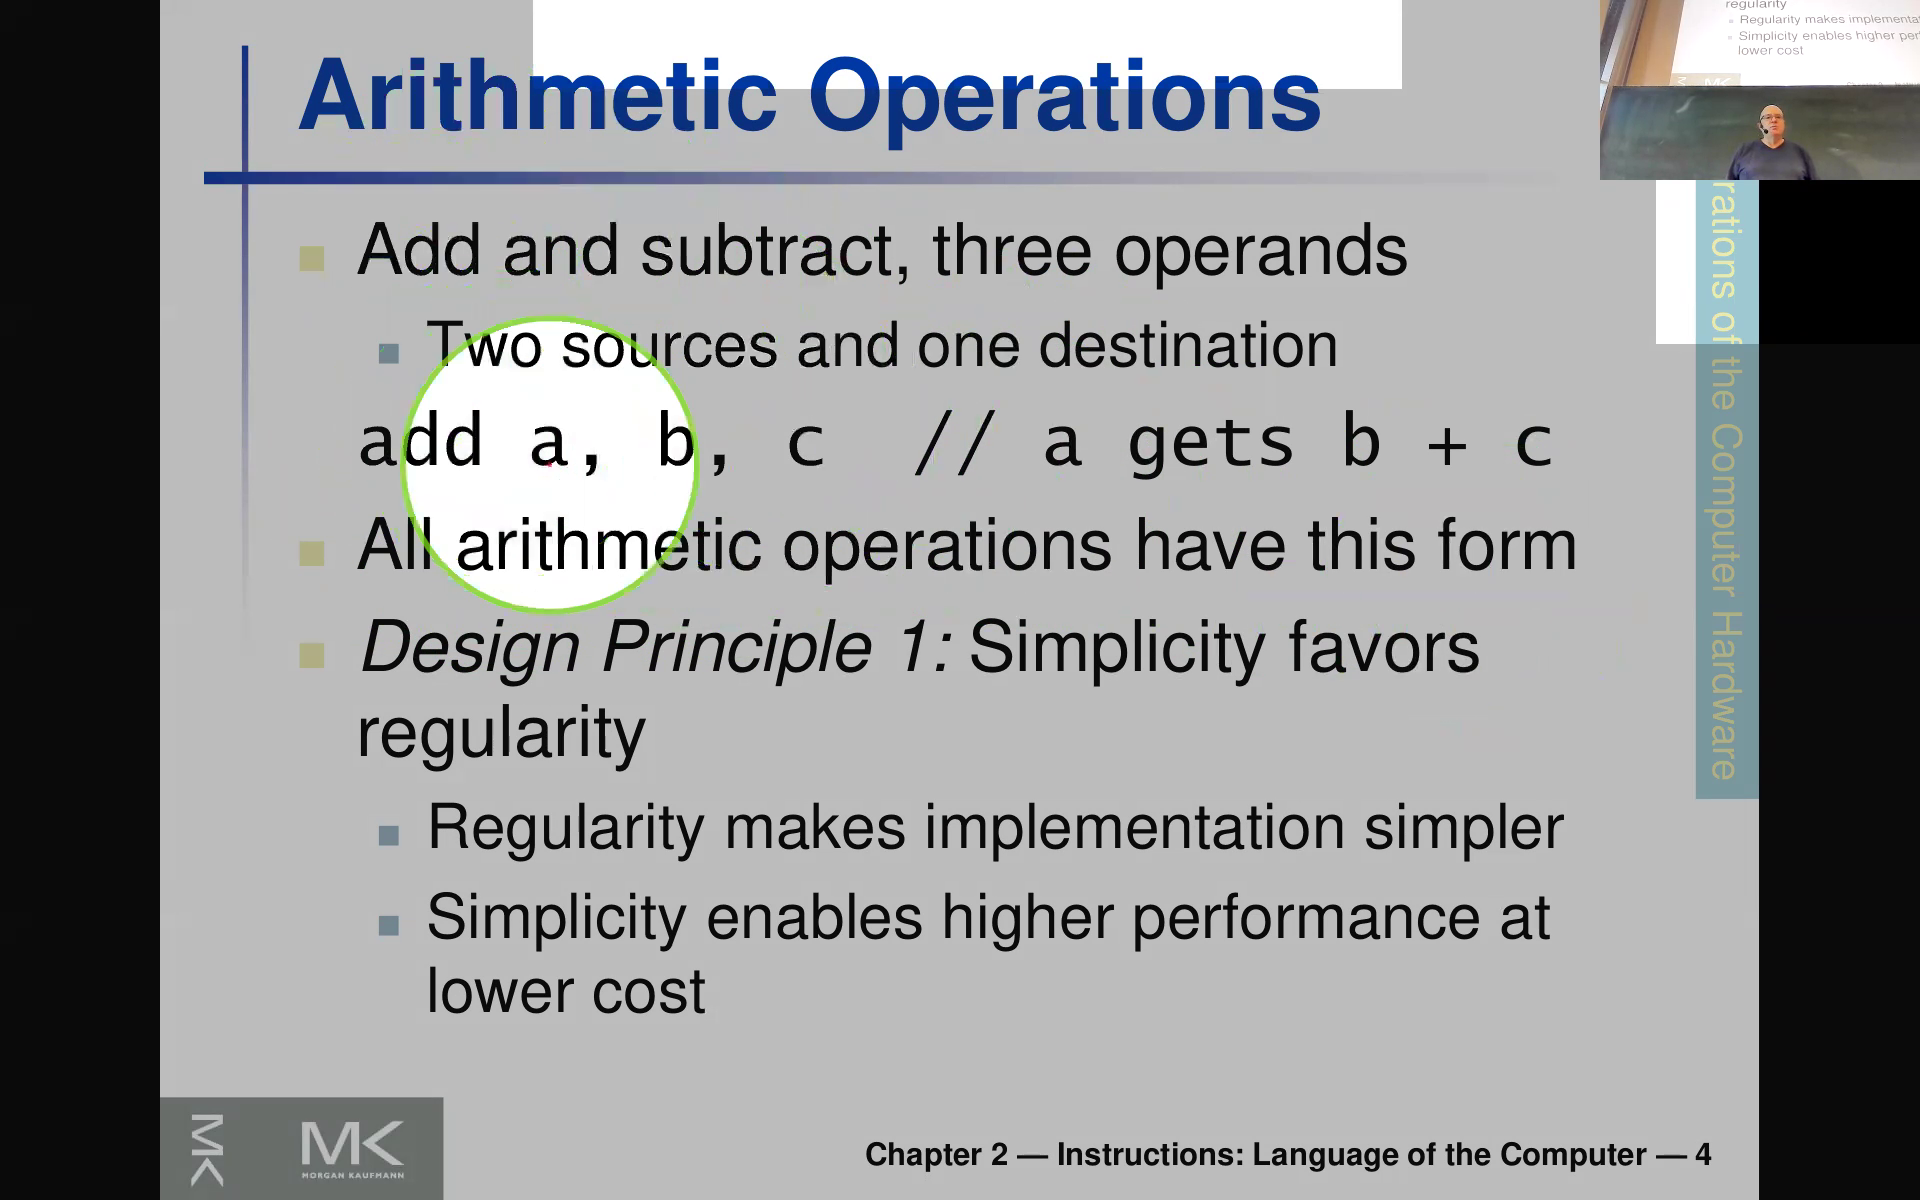 Arithmetic Operations
Add and subtract, three operands
Two sources and one destination
add a, b, c // a gets b + c
All arithmetic operations have this form
Design Principle 1: Simplicity favors
regularity
Regularity makes implementation simpler
Simplicity enables higher performance at
lower cost
MK
MK
MORGAN KAUFMANN
Chapter 2 — Instructions: Language of the Computer — 4
of the Computer Hardware
regularity
Regularity makes
Simplicity enables higher
lower cost
MK